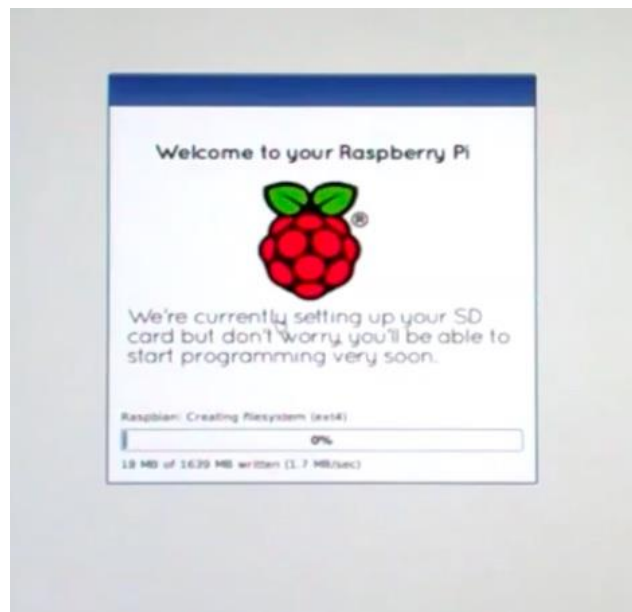 Welcome to your Raspberry Pi
®
We're currently setting up your SD
card but don't worry, you'll be able to
start programming very soon.
Raspbian: Creating filesystem (ext4)
0%
19 MB of 1639 MB written (1.7 MB/sec)